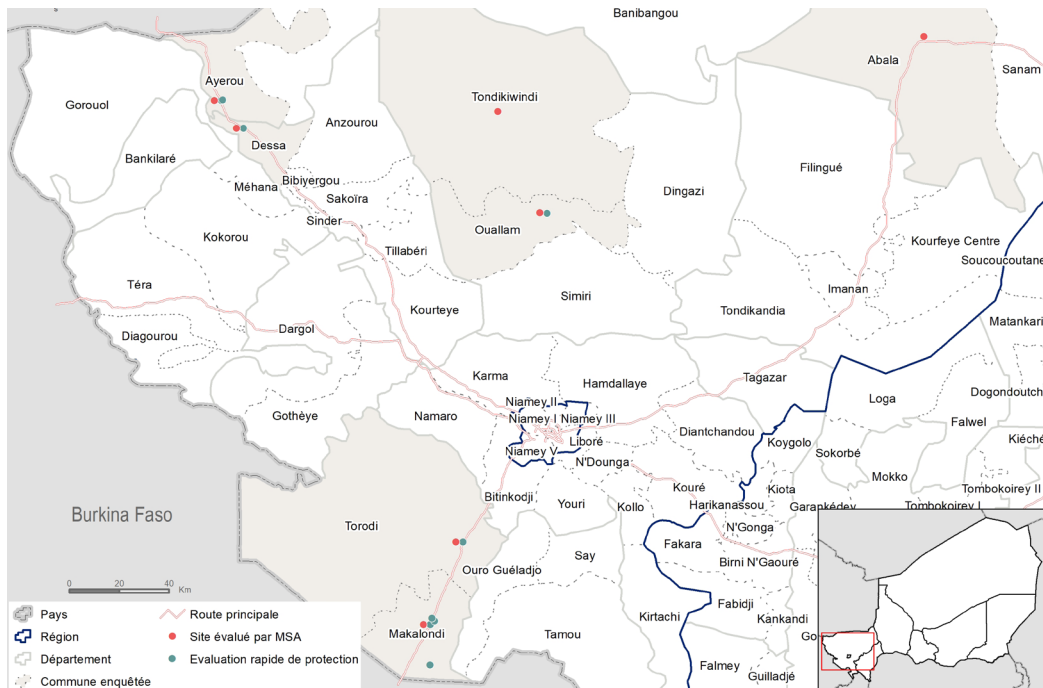 Banibangou
Abala
Sanam
Ayerou
Gorouol
Tondikiwindi
Anzourou
Dessa
Bankilaré
Filingué
Bibiyergou
Méhana
Sakoïra
Dingazi
Sinder
Ouallam
Kokorou
Kourfeye Centre
Tillabéri
Soucoucoutane
Téra
Simiri
Imanan
Kourteye
Tondikandia
Matankari
Diagourou
Dargol
Karma
Hamdallaye
Tagazar
Dogondoutch
Loga
Niamey II
Gothèye
Namaro
Niamey I
Niamey III
Falwel
Diantchandou
Liboré
Koygolo
Kiéché
Niamey V
N'Dounga
Sokorbé
Mokko
Kouré
Kiota
Tombokoirey II
Bitinkodji
Youri
Kollo
Harikanassou
Garankédey
Tombokoirey I
Burkina Faso
Torodi
N'Gonga
Fakara
Say
Birni N'Gaouré
Ouro Guéladjo
0 20 40
Km
Fabidji
Kirtachi
Kankandi
Makalondi
Tamou
Go
Falmey
Guilladjé
Pays
Région
Département
Commune enquêtée
Route principale
Site évalué par MSA
Evaluation rapide de protection